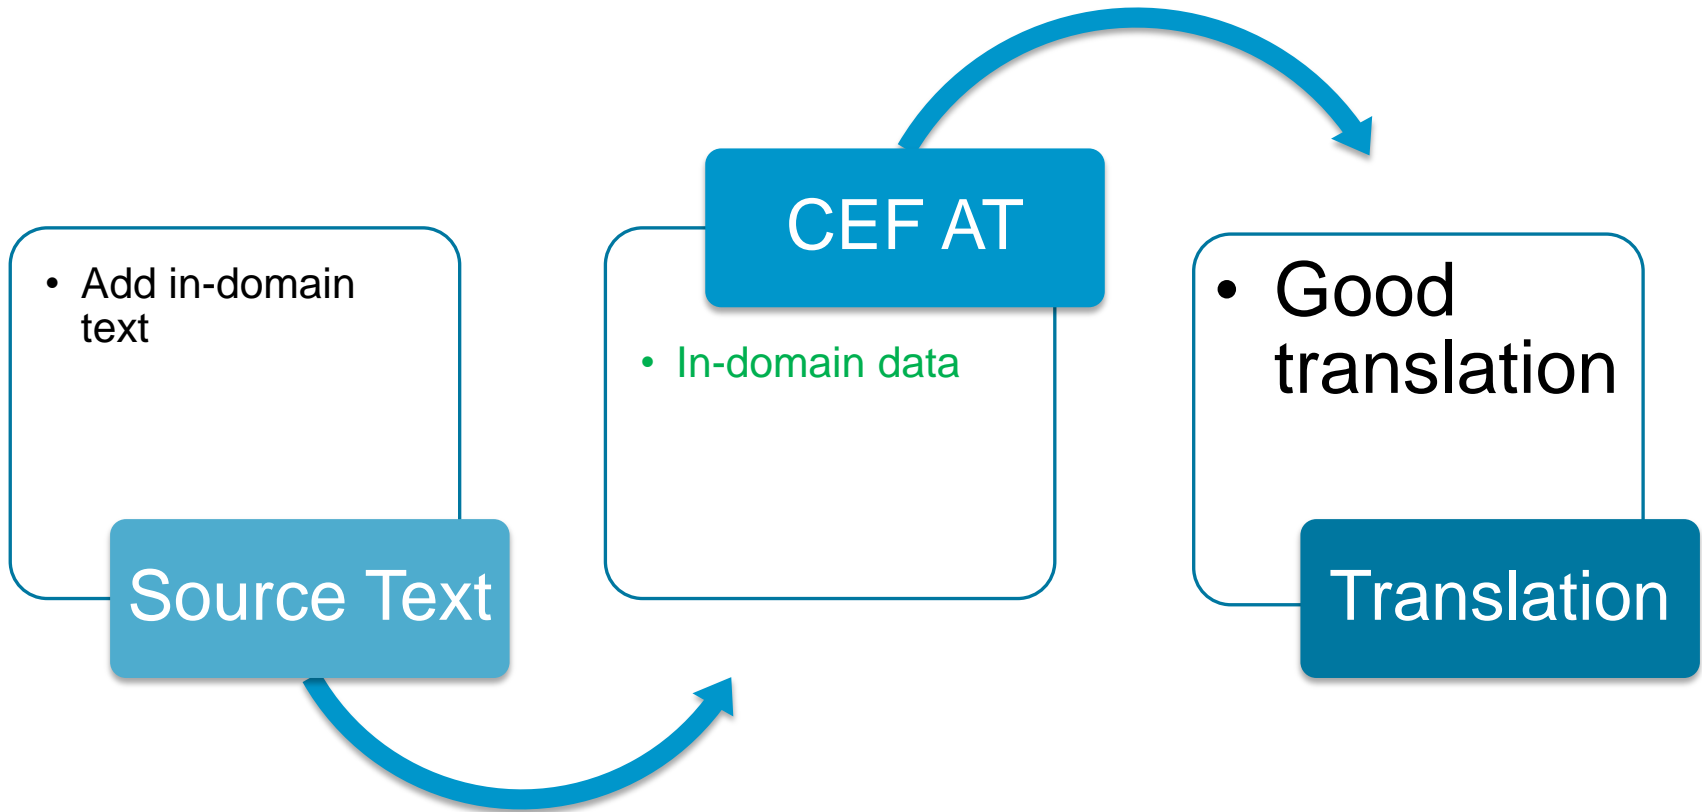 • Add in-domain
text
Source Text
CEF AT
• In-domain data
• Good
translation
Translation